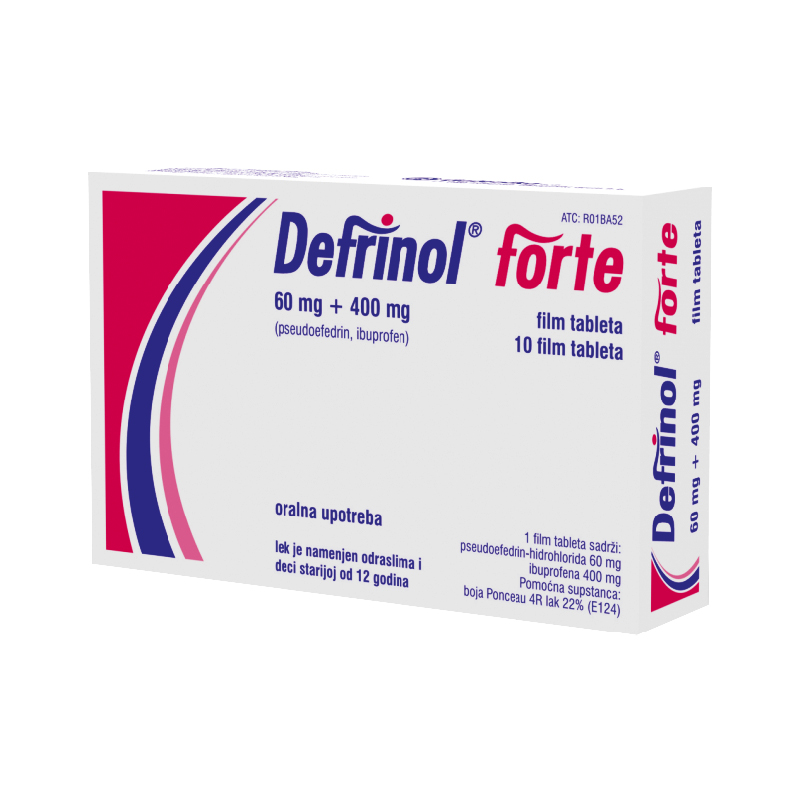 Defrinol® forte
ATC: R01BA52
60 mg + 400 mg
(pseudoefedrin, ibuprofen)
film tableta
10 film tableta
oralna upotreba
lek je namenjen odraslima i
deci starijoj od 12 godina
1 film tableta sadrži:
pseudoefedrin-hidrohlorida 60 mg
ibuprofena 400 mg
Pomoćna supstanca:
boja Ponceau 4R lak 22% (E124)
Defrinol® forte
60 mg + 400 mg film tableta